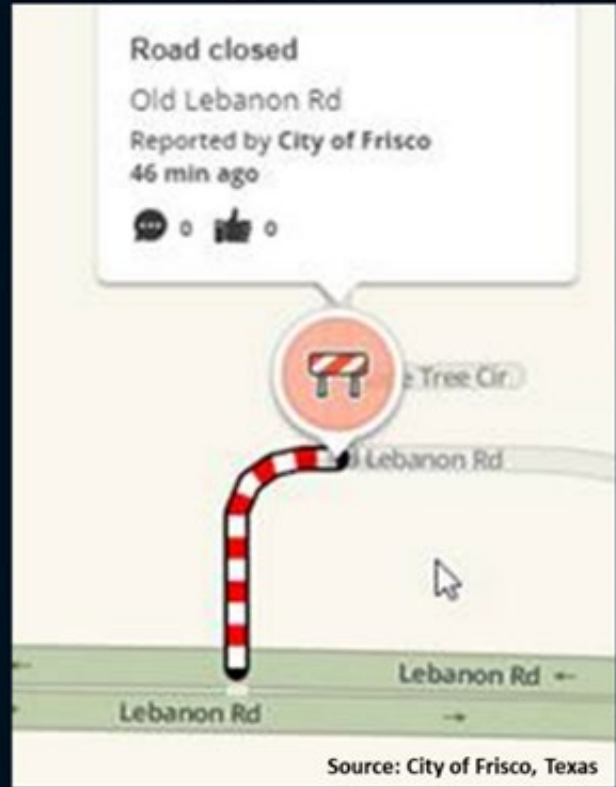 Road closed
Old Lebanon Rd
Reported by City of Frisco
46 min ago
0 0
Tree Cir
Lebanon Rd
Lebanon Rd
Lebanon Rd
Source: City of Frisco, Texas